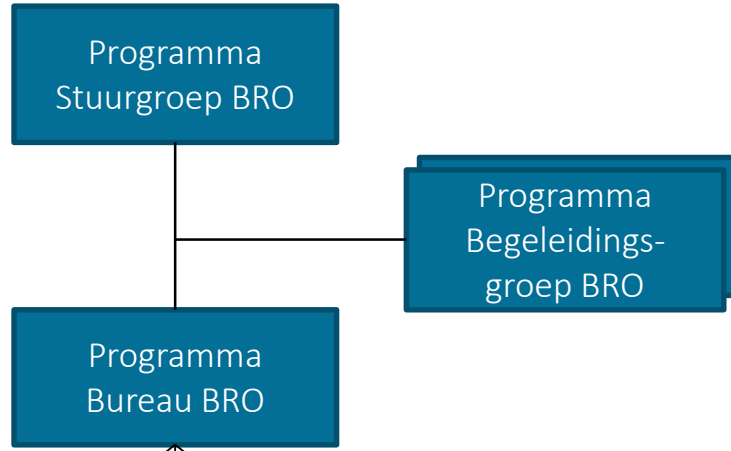 Programma
Stuurgroep BRO
Programma
Begeleidings-
groep BRO
Programma
Bureau BRO